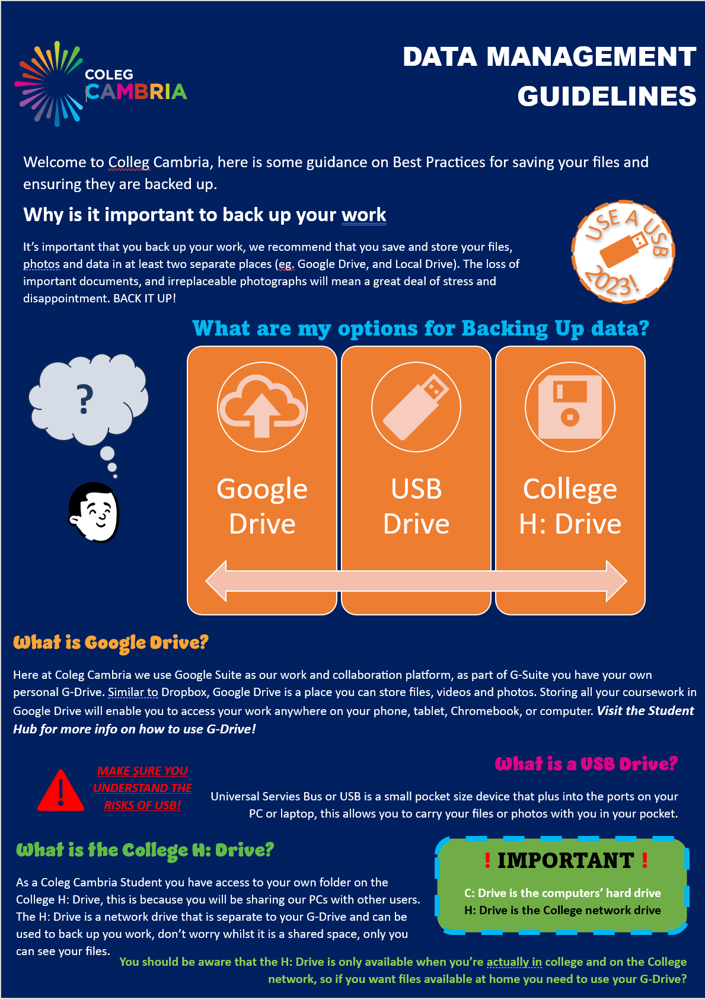 COLEG
CAMBRIA
DATA MANAGEMENT
GUIDELINES
Welcome to Colleg Cambria, here is some guidance on Best Practices for saving your files and
ensuring they are backed up.
Why is it important to back up your work
It’s important that you back up your work, we recommend that you save and store your files,
photos and data in at least two separate places (eg. Google Drive, and Local Drive). The loss of
important documents, and irreplaceable photographs will mean a great deal of stress and
disappointment. BACK IT UP!
USE A USB
2023!
What are my options for Backing Up data?
?
Google
Drive
USB
Drive
College
H: Drive
What is Google Drive?
Here at Coleg Cambria we use Google Suite as our work and collaboration platform, as part of G-Suite you have your own
personal G-Drive. Similar to Dropbox, Google Drive is a place you can store files, videos and photos. Storing all your coursework in
Google Drive will enable you to access your work anywhere on your phone, tablet, Chromebook, or computer. Visit the Student
Hub for more info on how to use G-Drive!
MAKE SURE YOU
UNDERSTAND THE
RISKS OF USB!
What is a USB Drive?
Universal Servies Bus or USB is a small pocket size device that plus into the ports on your
PC or laptop, this allows you to carry your files or photos with you in your pocket.
What is the College H: Drive?
As a Coleg Cambria Student you have access to your own folder on the
College H: Drive, this is because you will be sharing our PCs with other users.
The H: Drive is a network drive that is separate to your G-Drive and can be
used to back up you work, don’t worry whilst it is a shared space, only you
can see your files.
! IMPORTANT !
C: Drive is the computers’ hard drive
H: Drive is the College network drive
You should be aware that the H: Drive is only available when you’re actually in college and on the College
network, so if you want files available at home you need to use your G-Drive?